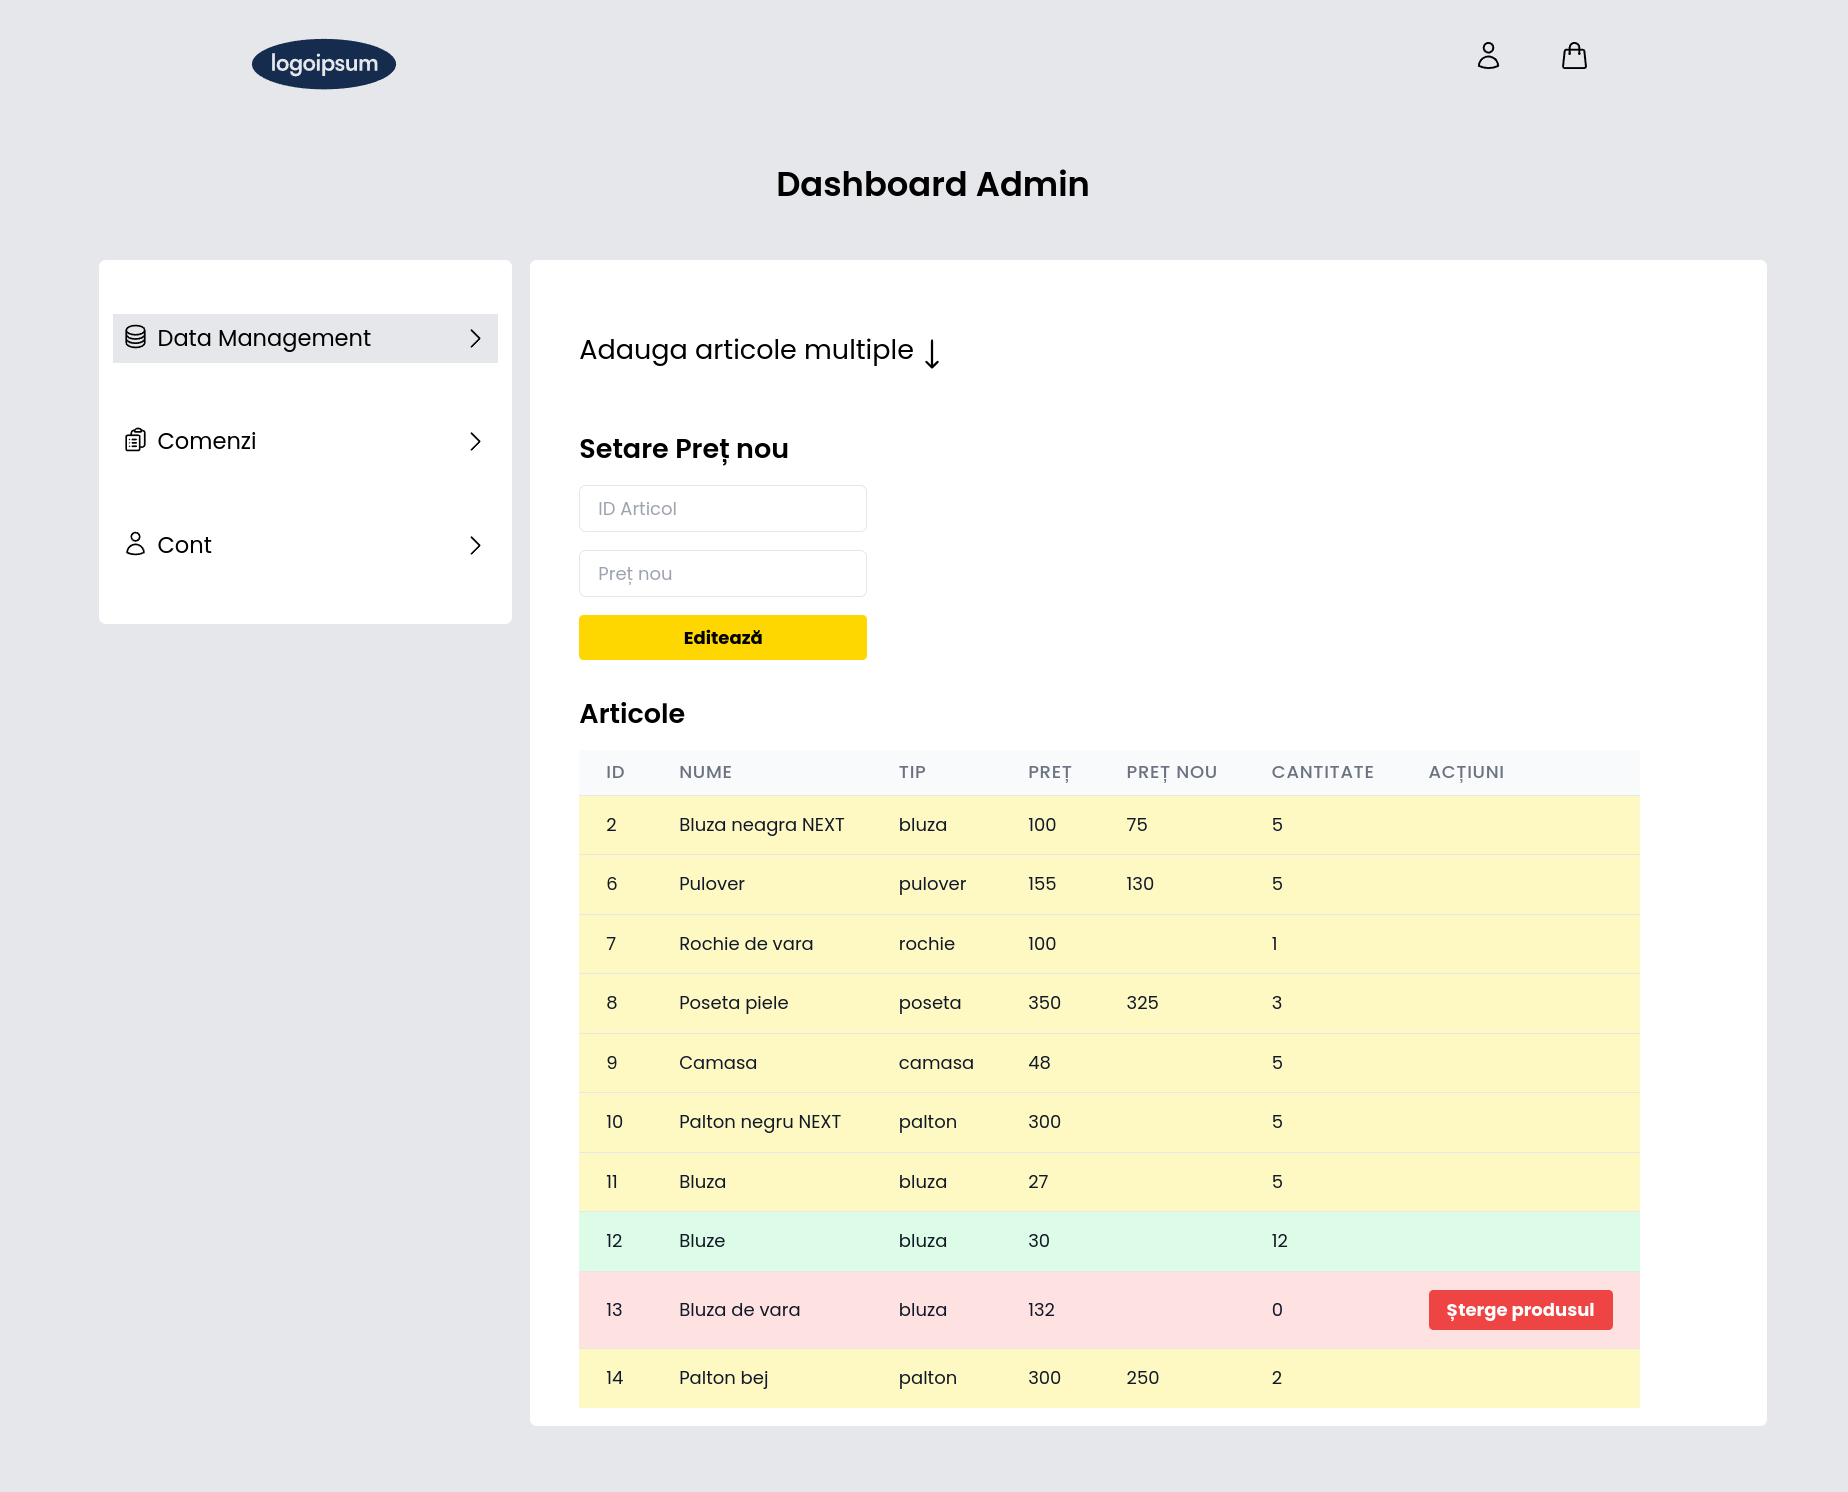 logoipsum
Dashboard Admin
Data Management
Comenzi
Cont
Adauga articole multiple
Setare Preț nou
ID Articol
Preț nou
Editează
Articole
ID NUME TIP PREȚ PREȚ NOU CANTITATE ACȚIUNI
2 Bluza neagra NEXT bluza 100 75 5
6 Pulover pulover 155 130 5
7 Rochie de vara rochie 100 1
8 Poseta piele poseta 350 325 3
9 Camasa camasa 48 5
10 Palton negru NEXT palton 300 5
11 Bluza bluza 27 5
12 Bluze bluza 30 12
13 Bluza de vara bluza 132 0 Șterge produsul
14 Palton bej palton 300 250 2